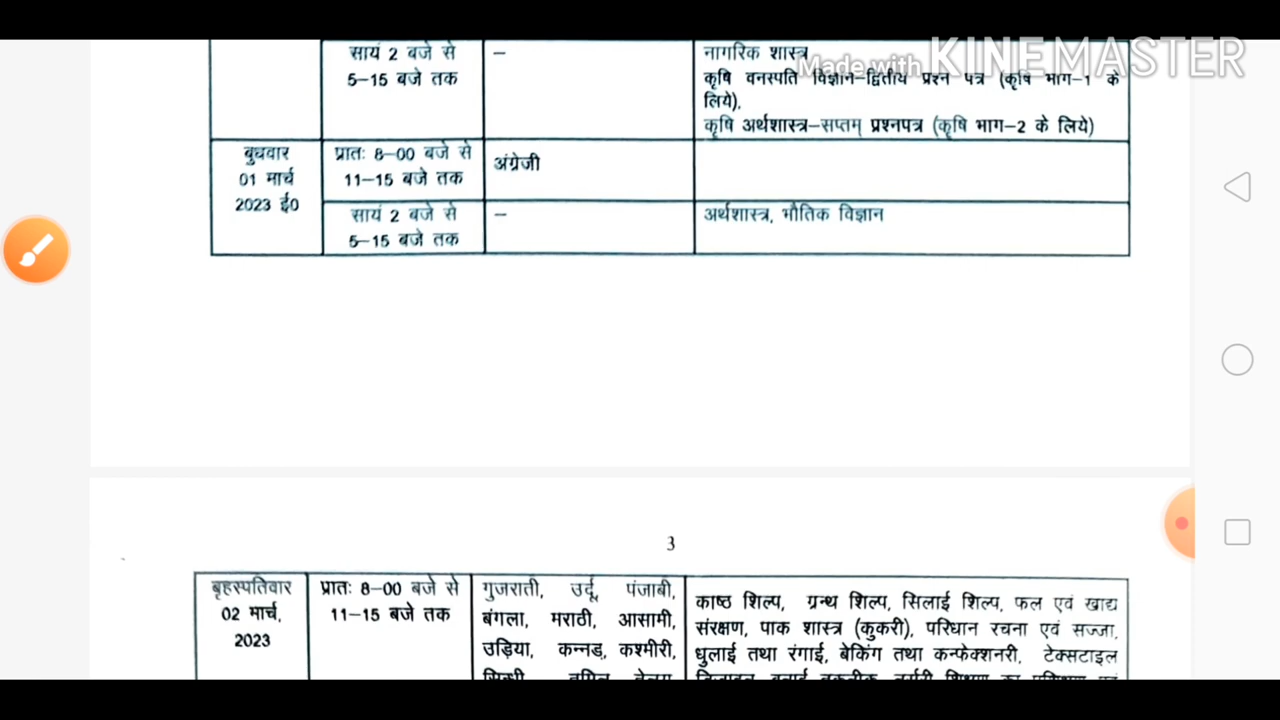 सायं 2 बजे से
5–15 बजे तक
–
नागरिक शास्त्र
कृषि वनस्पति विज्ञान–द्वितीय प्रश्न पत्र (कृषि भाग–1 के
लिये),
कृषि अर्थशास्त्र–सप्तम् प्रश्नपत्र (कृषि भाग–2 के लिये)
Made with KINEMASTER
बुधवार
01 मार्च
2023 ई0
प्रातः 8–00 बजे से
11–15 बजे तक
अंग्रेजी
सायं 2 बजे से
5–15 बजे तक
–
अर्थशास्त्र, भौतिक विज्ञान
3
बृहस्पतिवार
02 मार्च,
2023
प्रातः 8–00 बजे से
11–15 बजे तक
गुजराती, उर्दू, पंजाबी,
बंगला, मराठी, आसामी,
उड़िया, कन्नड़, कश्मीरी,
काष्ठ शिल्प, ग्रन्थ शिल्प, सिलाई शिल्प, फल एवं खाद्य
संरक्षण, पाक शास्त्र (कुकरी), परिधान रचना एवं सज्जा,
धुलाई तथा रंगाई, बेकिंग तथा कन्फेक्शनरी, टेक्सटाइल